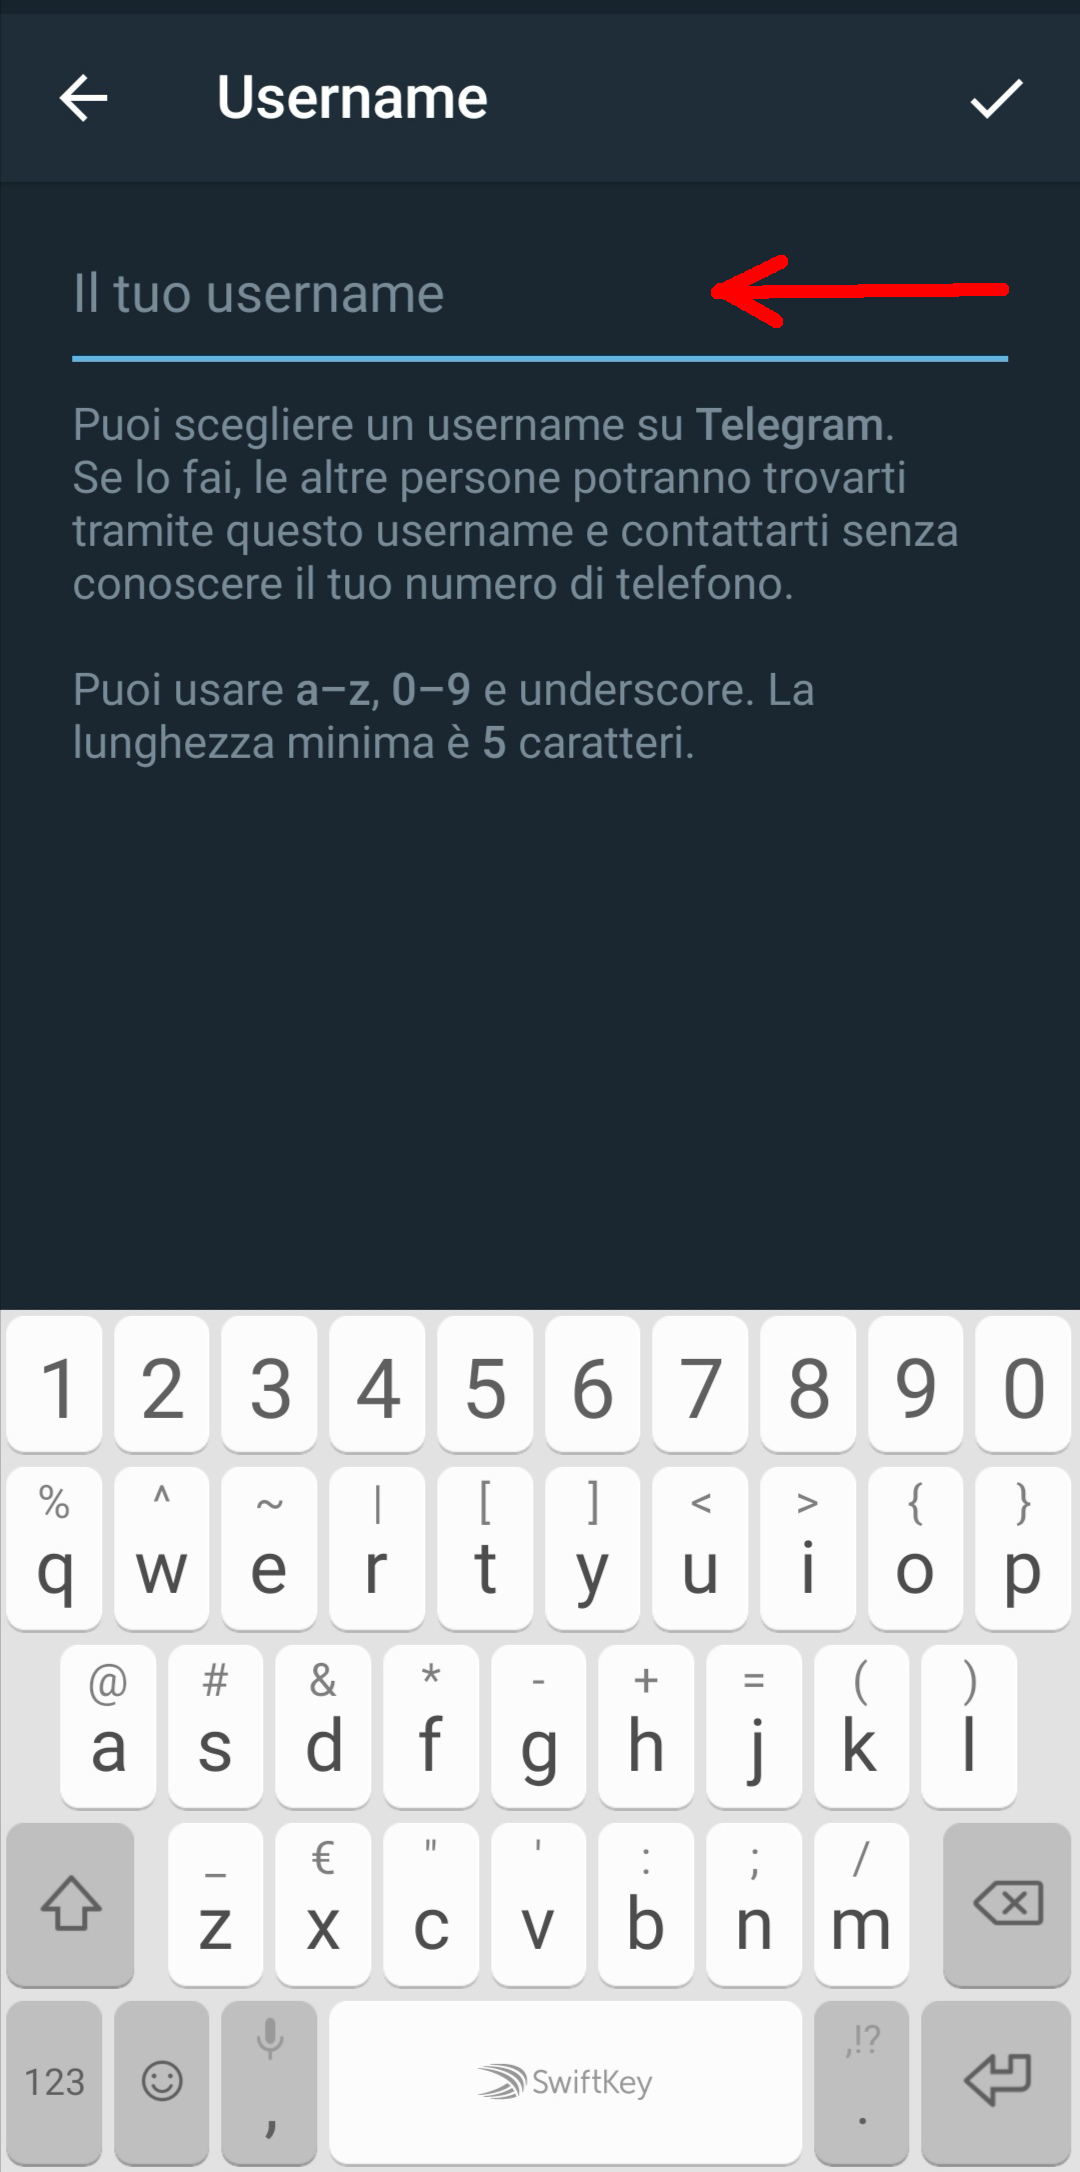 Username
Il tuo username
Puoi scegliere un username su Telegram.
Se lo fai, le altre persone potranno trovarti
tramite questo username e contattarti senza
conoscere il tuo numero di telefono.
Puoi usare a–z, 0–9 e underscore. La
lunghezza minima è 5 caratteri.
1 2 3 4 5 6 7 8 9 0
% ^ ~ | [ ] < > { }
q w e r t y u i o p
@ # & * - + = ( )
a s d f g h j k l
_ € " ' : ; /
z x c v b n m
,!?
123 , SwiftKey .